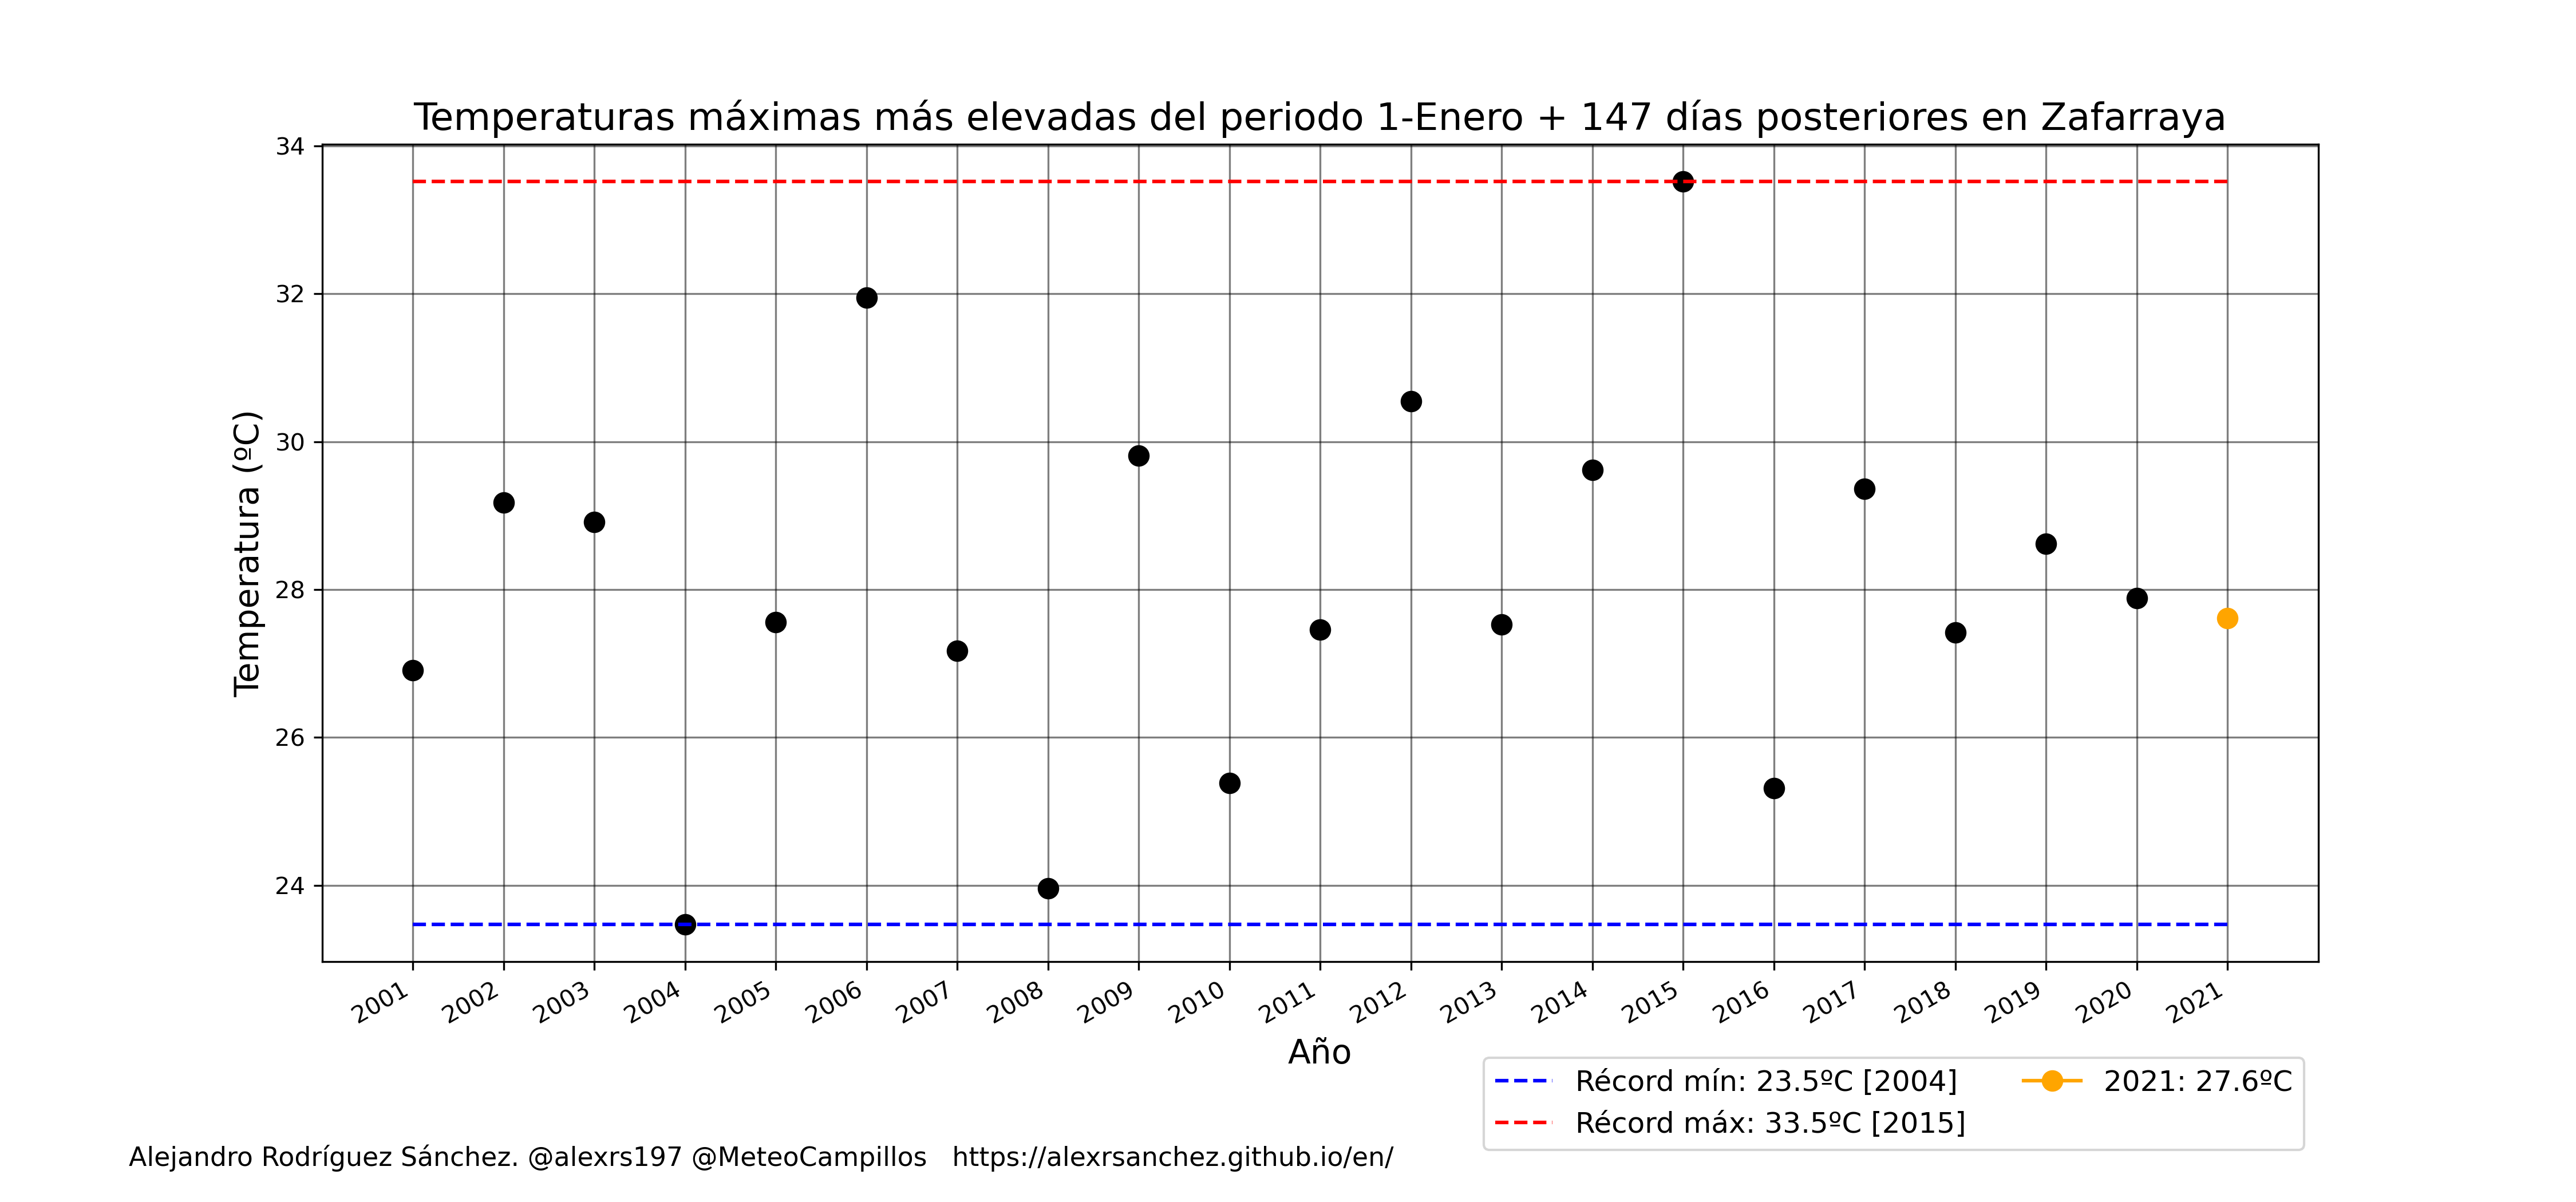 Temperaturas máximas más elevadas del periodo 1-Enero + 147 días posteriores en Zafarraya
34
32
30
28
26
24
Temperatura (ºC)
2001 2002 2003 2004 2005 2006 2007 2008 2009 2010 2011 2012 2013 2014 2015 2016 2017 2018 2019 2020 2021
Año
Récord mín: 23.5ºC [2004]
Récord máx: 33.5ºC [2015]
2021: 27.6ºC
Alejandro Rodríguez Sánchez. @alexrs197 @MeteoCampillos https://alexrsanchez.github.io/en/